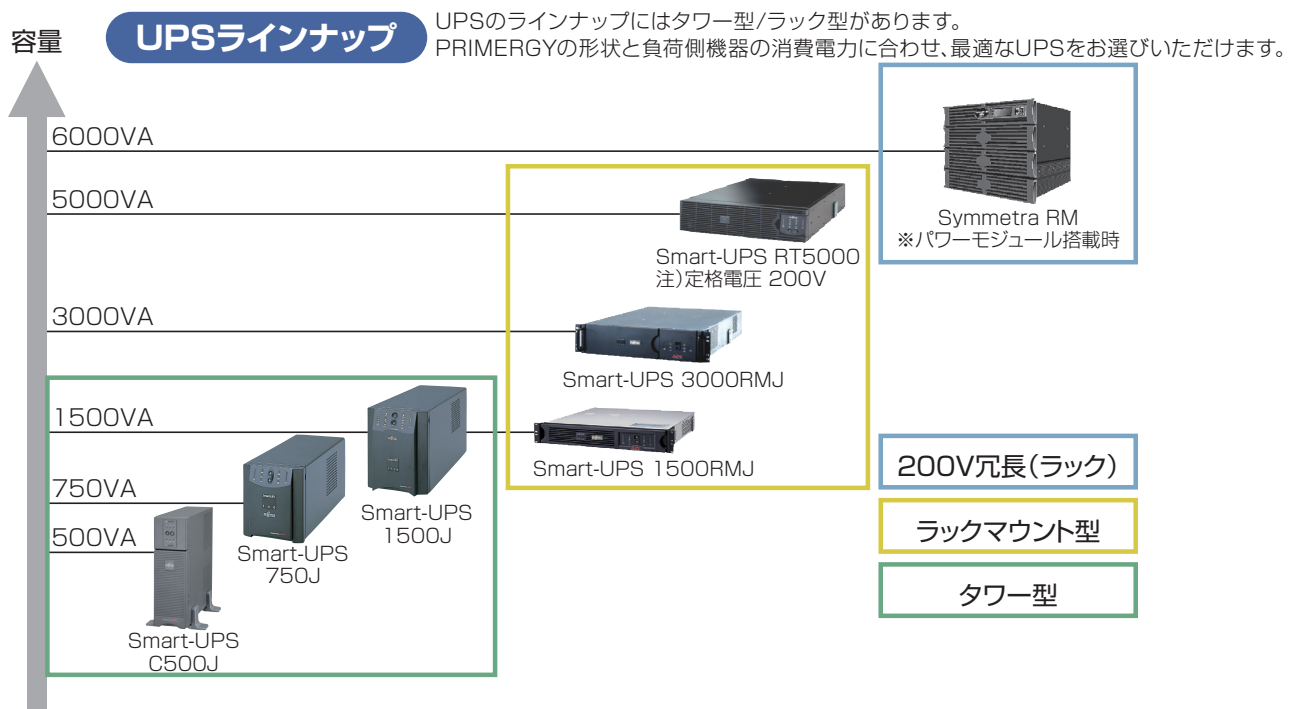 容量
UPSラインナップ
UPSのラインナップにはタワー型/ラック型があります。
PRIMERGYの形状と負荷側機器の消費電力に合わせ、最適なUPSをお選びいただけます。
6000VA
Symmetra RM
※パワーモジュール搭載時
5000VA
Smart-UPS RT5000
注)定格電圧 200V
3000VA
Smart-UPS 3000RMJ
1500VA
Smart-UPS
1500J
Smart-UPS 1500RMJ
750VA
Smart-UPS
750J
500VA
Smart-UPS
C500J
200V冗長(ラック)
ラックマウント型
タワー型